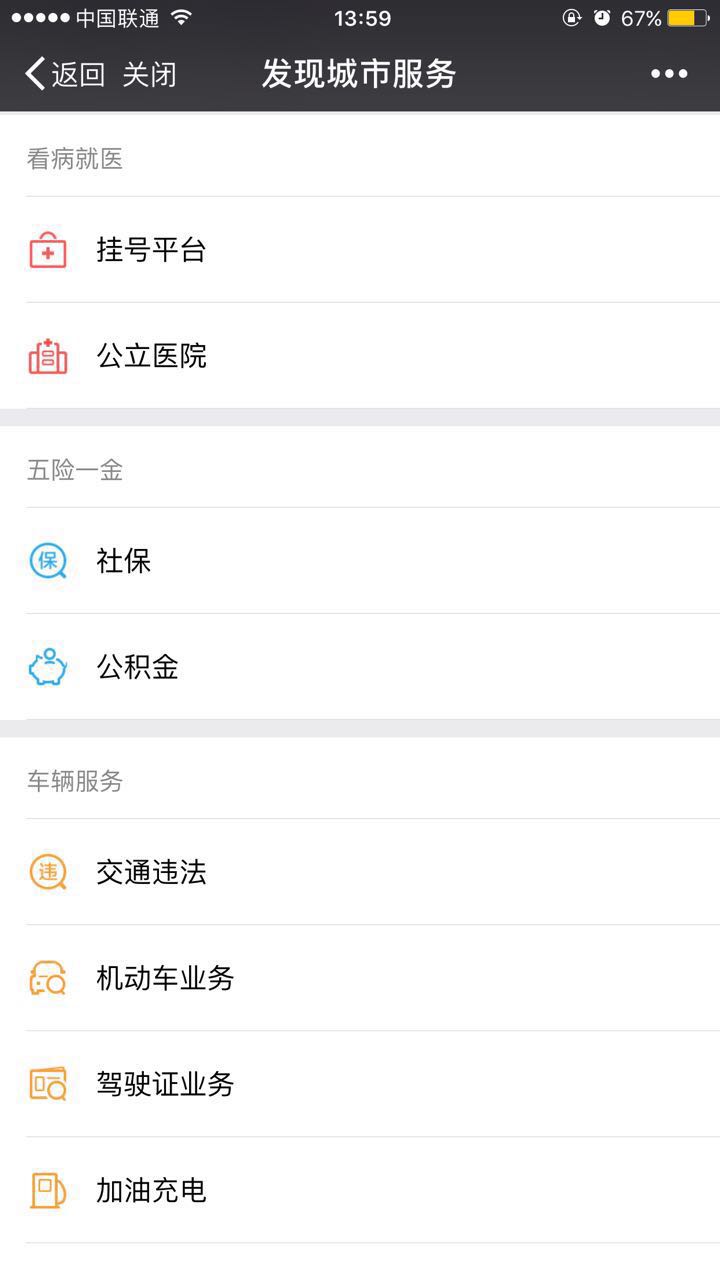 中国联通 13:59 67%
返回 关闭 发现城市服务
看病就医
挂号平台
公立医院
五险一金
保 社保
公积金
车辆服务
违 交通违法
机动车业务
驾驶证业务
加油充电